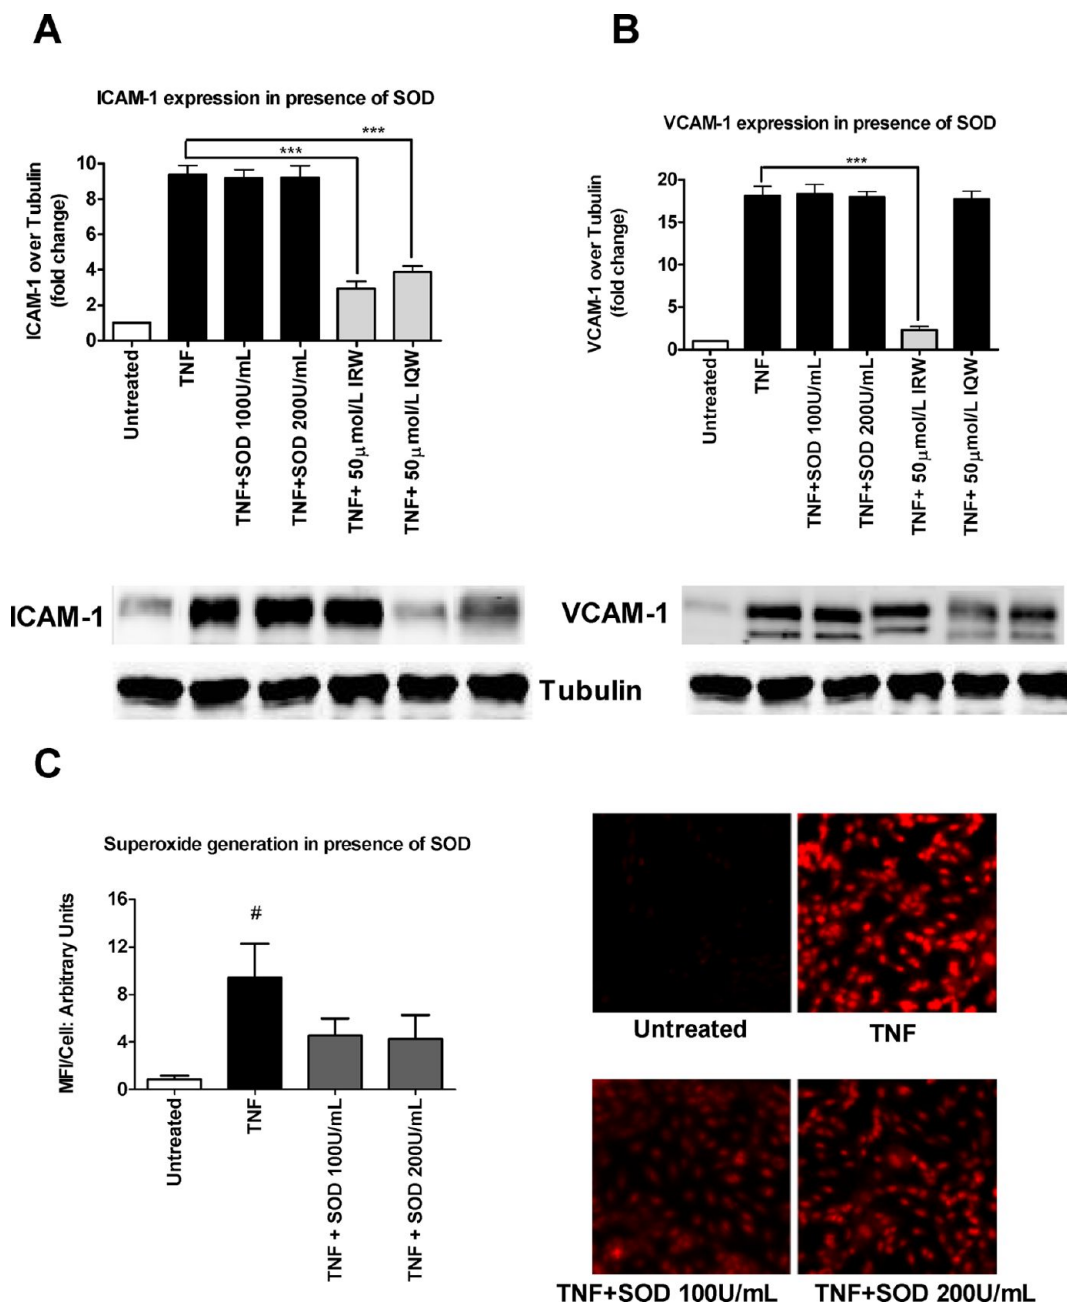 A
ICAM-1 expression in presence of SOD
***
***
ICAM-1 over Tubulin
(fold change)
10
8
6
4
2
0
Untreated
TNF
TNF+SOD 100U/mL
TNF+SOD 200U/mL
TNF+ 50μmol/L IRW
TNF+ 50μmol/L IQW
B
VCAM-1 expression in presence of SOD
***
VCAM-1 over Tubulin
(fold change)
20
15
10
5
0
Untreated
TNF
TNF+SOD 100U/mL
TNF+SOD 200U/mL
TNF+ 50μmol/L IRW
TNF+ 50μmol/L IQW
ICAM-1
VCAM-1
Tubulin
C
Superoxide generation in presence of SOD
MFI/Cell: Arbitrary Units
16
12
8
4
0
#
Untreated
TNF
TNF + SOD 100U/mL
TNF + SOD 200U/mL
Untreated
TNF
TNF+SOD 100U/mL
TNF+SOD 200U/mL